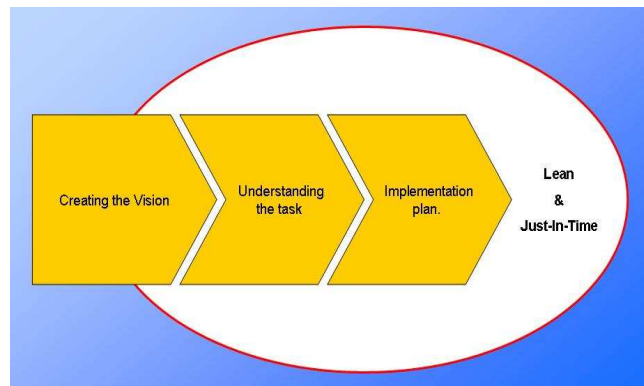 Creating the Vision
Understanding
the task
Implementation
plan.
Lean
&
Just-In-Time